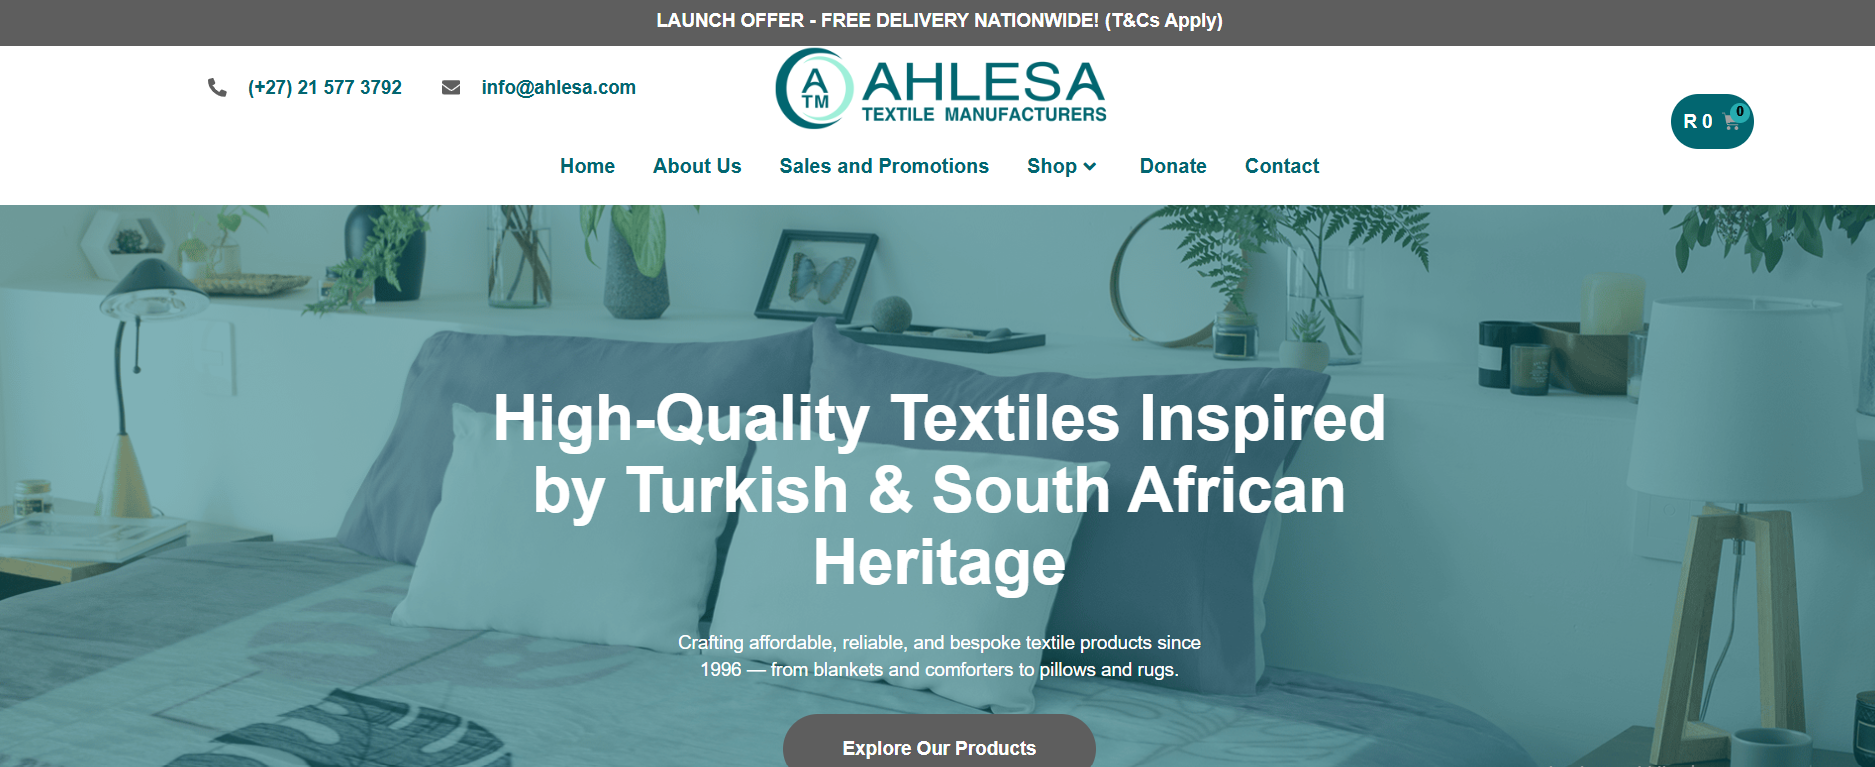 LAUNCH OFFER - FREE DELIVERY NATIONWIDE! (T&Cs Apply)
(+27) 21 577 3792
info@ahlesa.com
A
TM
AHLESA
TEXTILE MANUFACTURERS
R 0
0
Home
About Us
Sales and Promotions
Shop
Donate
Contact
High-Quality Textiles Inspired
by Turkish & South African
Heritage
Crafting affordable, reliable, and bespoke textile products since
1996 — from blankets and comforters to pillows and rugs.
Explore Our Products